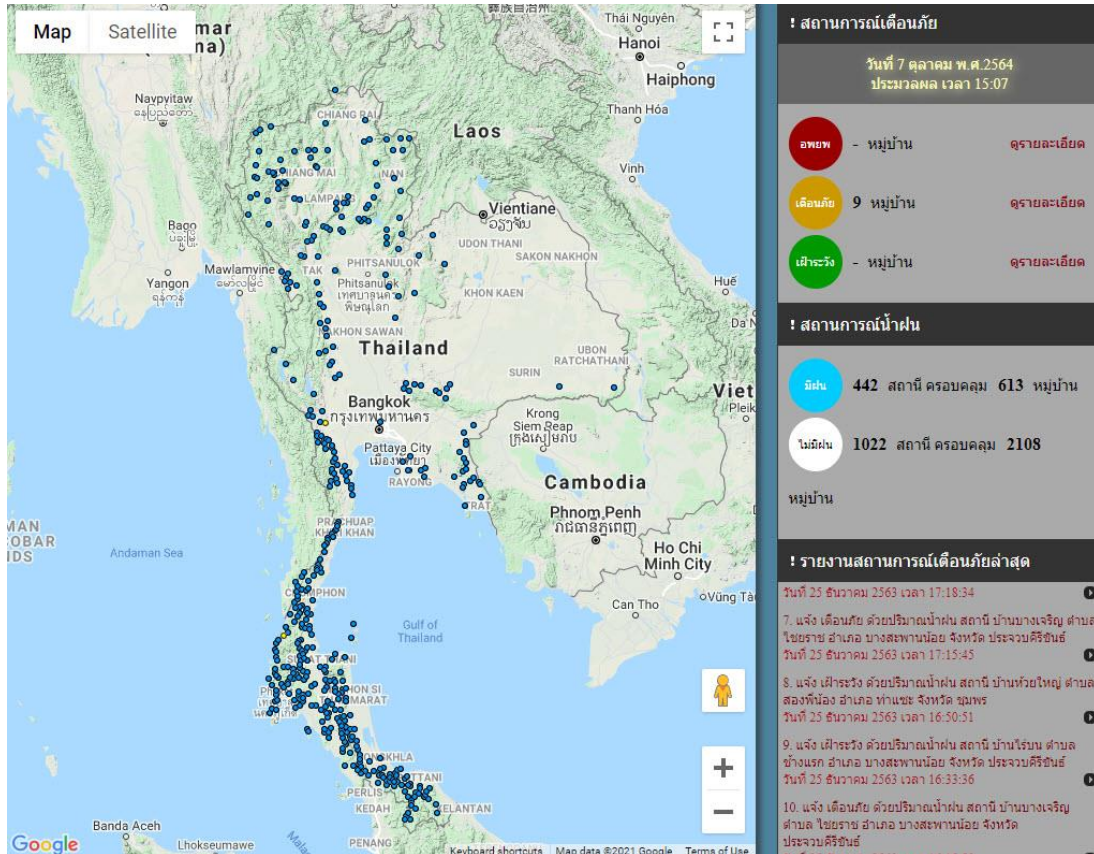 Map
Satellite
Naypyitaw
နေပြည်တော်
Bago
ပဲခူးမြို့
Yangon
ရန်ကုန်
Mawlamyine
မော်လမြိုင်
Thái Nguyên
Hanoi
Haiphong
Thanh Hóa
Laos
Vinh
Vientiane
ວຽງຈັນ
CHIANG RAI
NAN
LAMPANG
UDON THANI
SAKON NAKHON
TAK
PHITSANULOK
Phitsanulok
KHON KAEN
Huế
Thailand
UBON
RATCHATHANI
SURIN
Bangkok
กรุงเทพมหานคร
Pattaya City
RAYONG
TRAT
Krong
Siem Reap
ក្រុងសៀមរាប
Cambodia
Phnom Penh
រាជធានីភ្នំពេញ
Ho Chi
Minh City
Can Tho
Andaman Sea
Gulf of
Thailand
PERLIS
KEDAH
KELANTAN
PENANG
Banda Aceh
Lhokseumawe
Google
Keyboard shortcuts
Map data ©2021 Google
Terms of Use
! สถานการณ์เตือนภัย
วันที่ 7 ตุลาคม พ.ศ.2564
ประมวลผล เวลา 15:07
อพยพ - หมู่บ้าน ดูรายละเอียด
เตือนภัย 9 หมู่บ้าน ดูรายละเอียด
เฝ้าระวัง - หมู่บ้าน ดูรายละเอียด
! สถานการณ์น้ำฝน
มีฝน 442 สถานี ครอบคลุม 613 หมู่บ้าน
ไม่มีฝน 1022 สถานี ครอบคลุม 2108
หมู่บ้าน
! รายงานสถานการณ์เตือนภัยล่าสุด
วันที่ 25 ธันวาคม 2563 เวลา 17:18:34
7. แจ้ง เตือนภัย ด้วยปริมาณน้ำฝน สถานี บ้านบางเจริญ ตำบล
ไชยราช อำเภอ บางสะพานน้อย จังหวัด ประจวบคีรีขันธ์
วันที่ 25 ธันวาคม 2563 เวลา 17:15:45
8. แจ้ง เฝ้าระวัง ด้วยปริมาณน้ำฝน สถานี บ้านห้วยใหญ่ ตำบล
สองพี่น้อง อำเภอ ท่าแซะ จังหวัด ชุมพร
วันที่ 25 ธันวาคม 2563 เวลา 16:50:51
9. แจ้ง เฝ้าระวัง ด้วยปริมาณน้ำฝน สถานี บ้านไร่บน ตำบล
ช้างแรก อำเภอ บางสะพานน้อย จังหวัด ประจวบคีรีขันธ์
วันที่ 25 ธันวาคม 2563 เวลา 16:33:36
10. แจ้ง เตือนภัย ด้วยปริมาณน้ำฝน สถานี บ้านบางเจริญ
ตำบล ไชยราช อำเภอ บางสะพานน้อย จังหวัด
ประจวบคีรีขันธ์